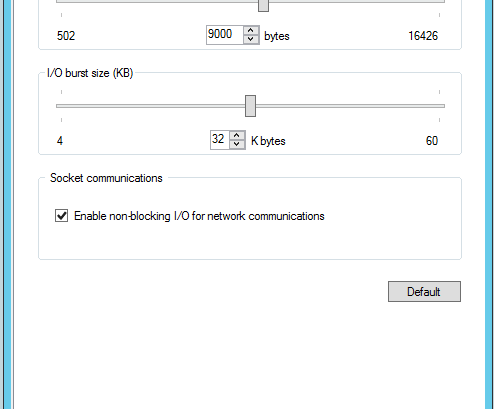 502 9000 bytes 16426
I/O burst size (KB)
4 32 K bytes 60
Socket communications
Enable non-blocking I/O for network communications
Default